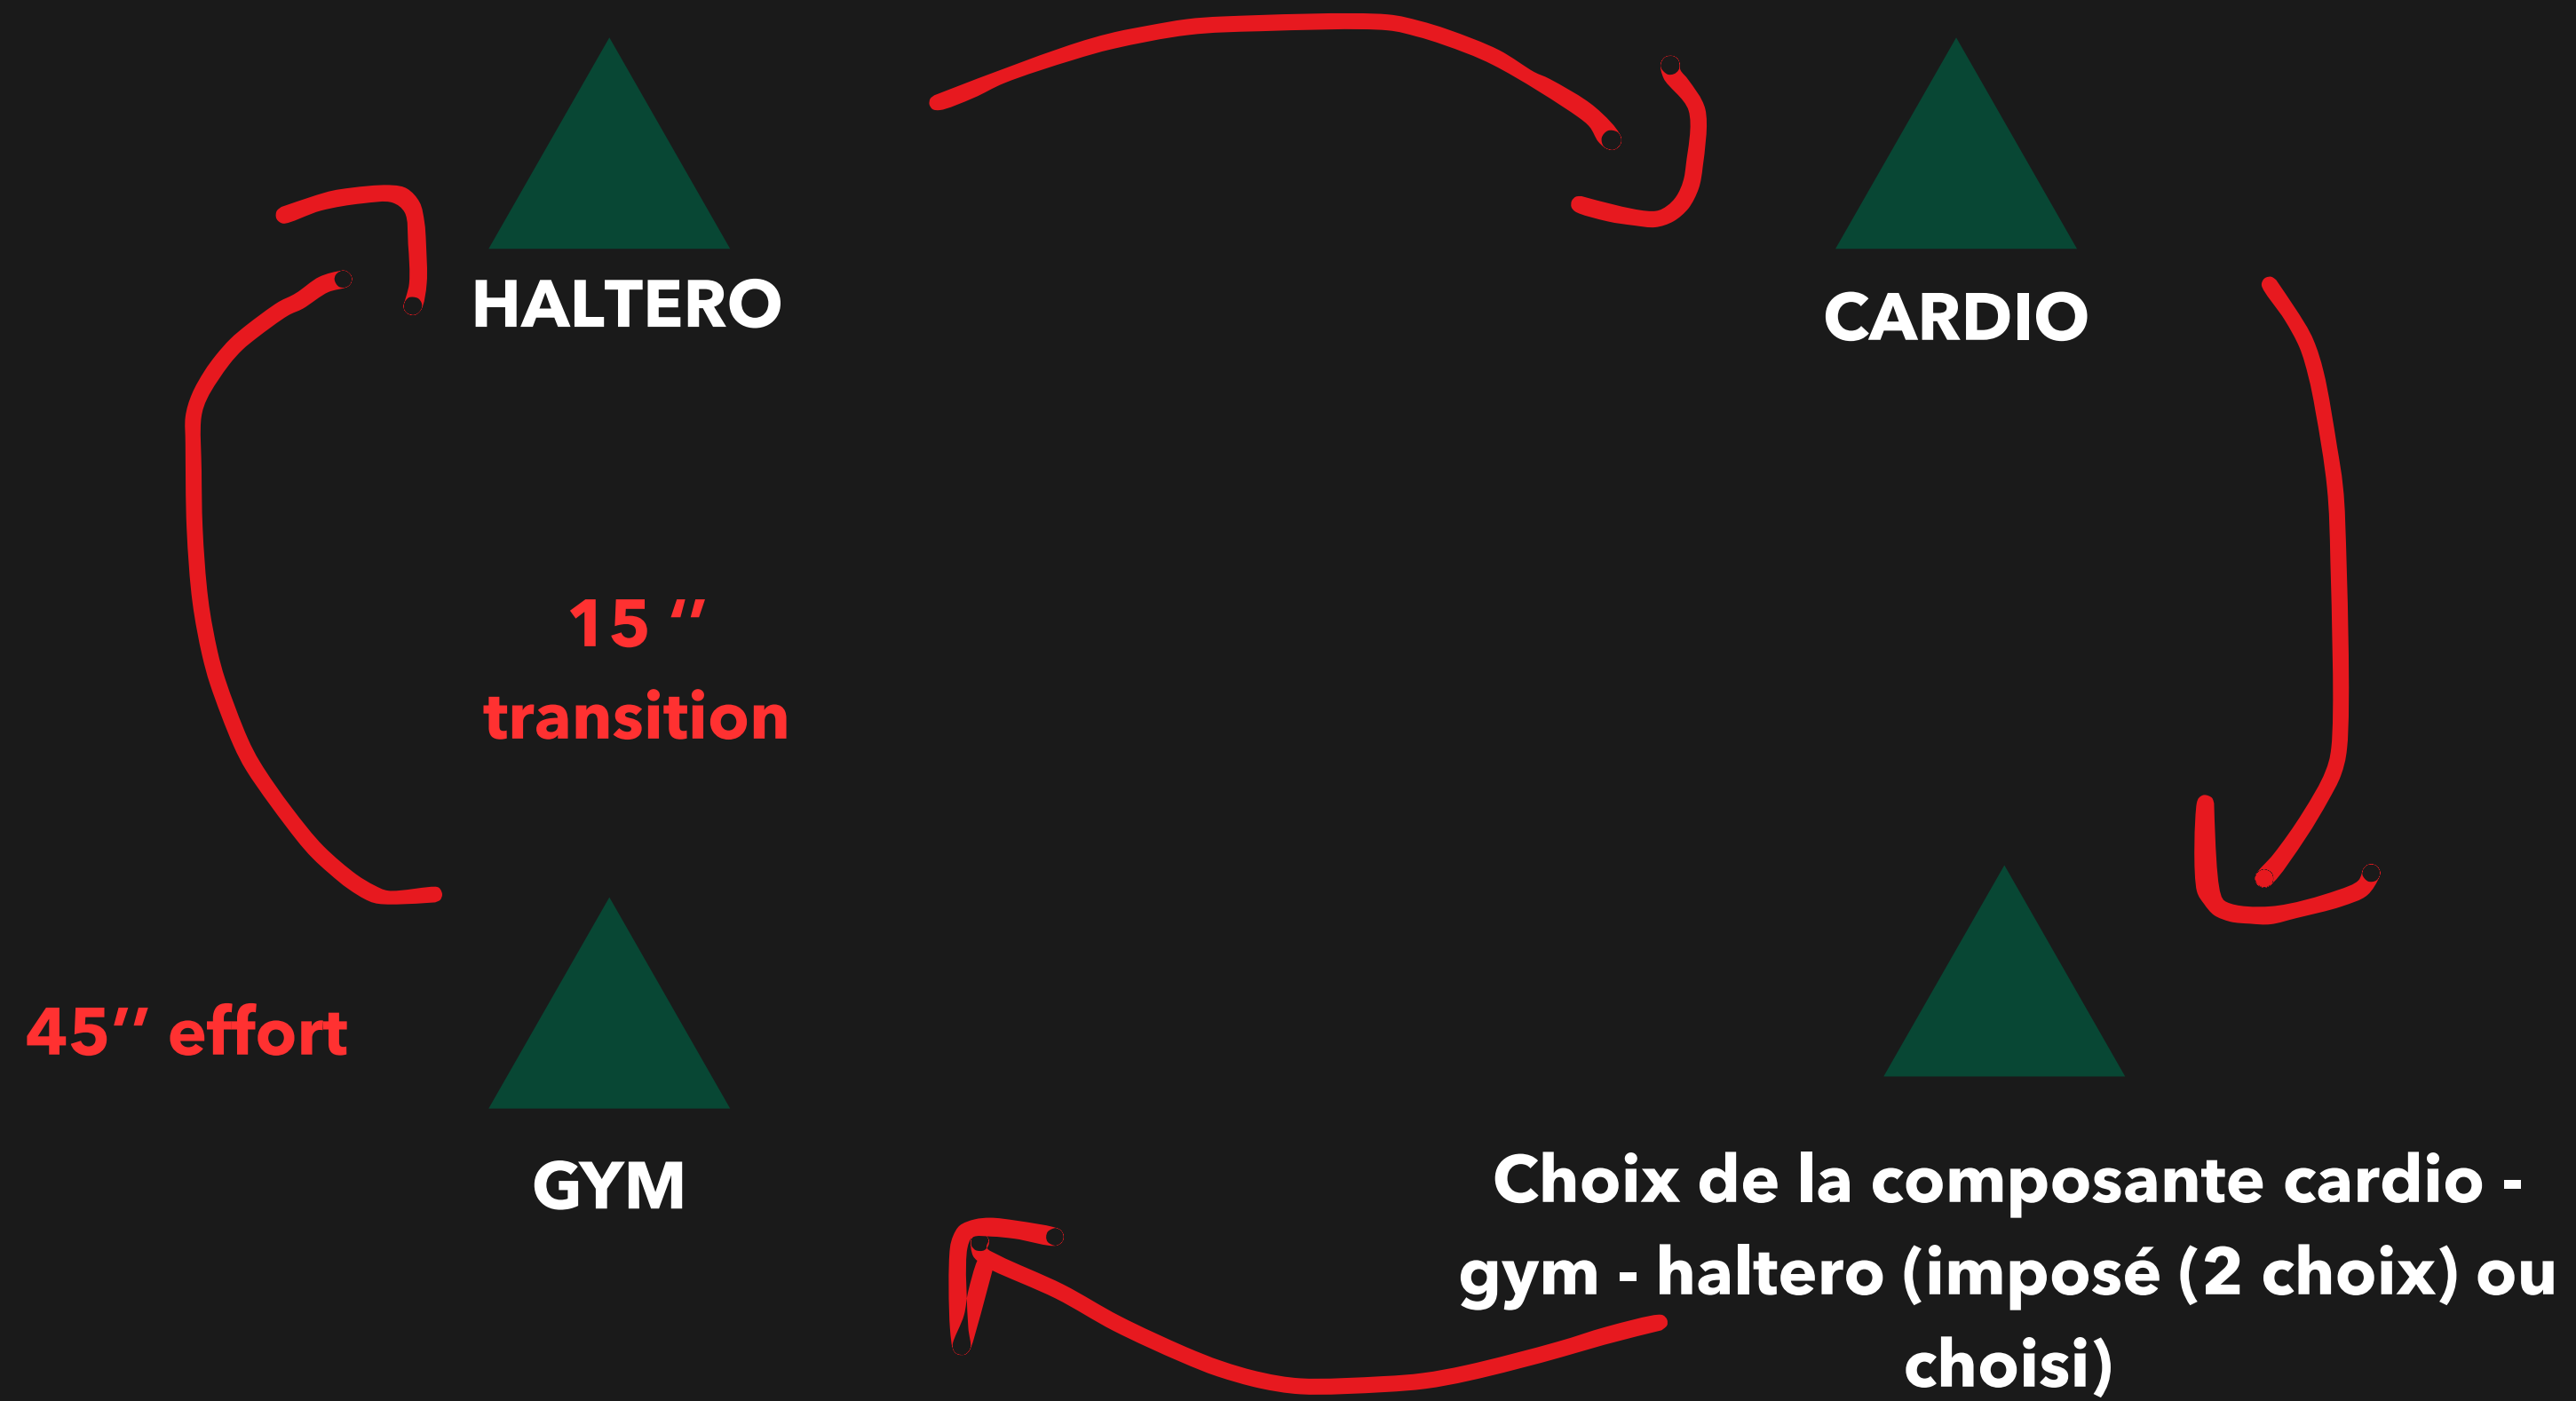 HALTERO
CARDIO
15 ’’
transition
45’’ effort
GYM
Choix de la composante cardio -
gym - haltero (imposé (2 choix) ou
choisi)